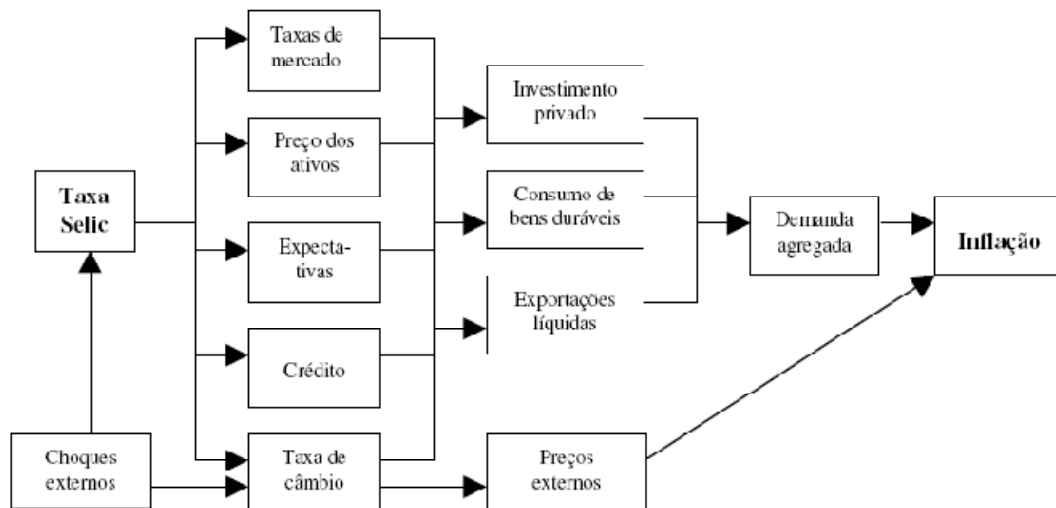 Taxas de
mercado
Investimento
privado
Preço dos
ativos
Taxa
Selic
Consumo de
bens duráveis
Demanda
agregada
Inflação
Expecta-
tivas
Exportações
líquidas
Crédito
Choques
externos
Taxa de
câmbio
Preços
externos